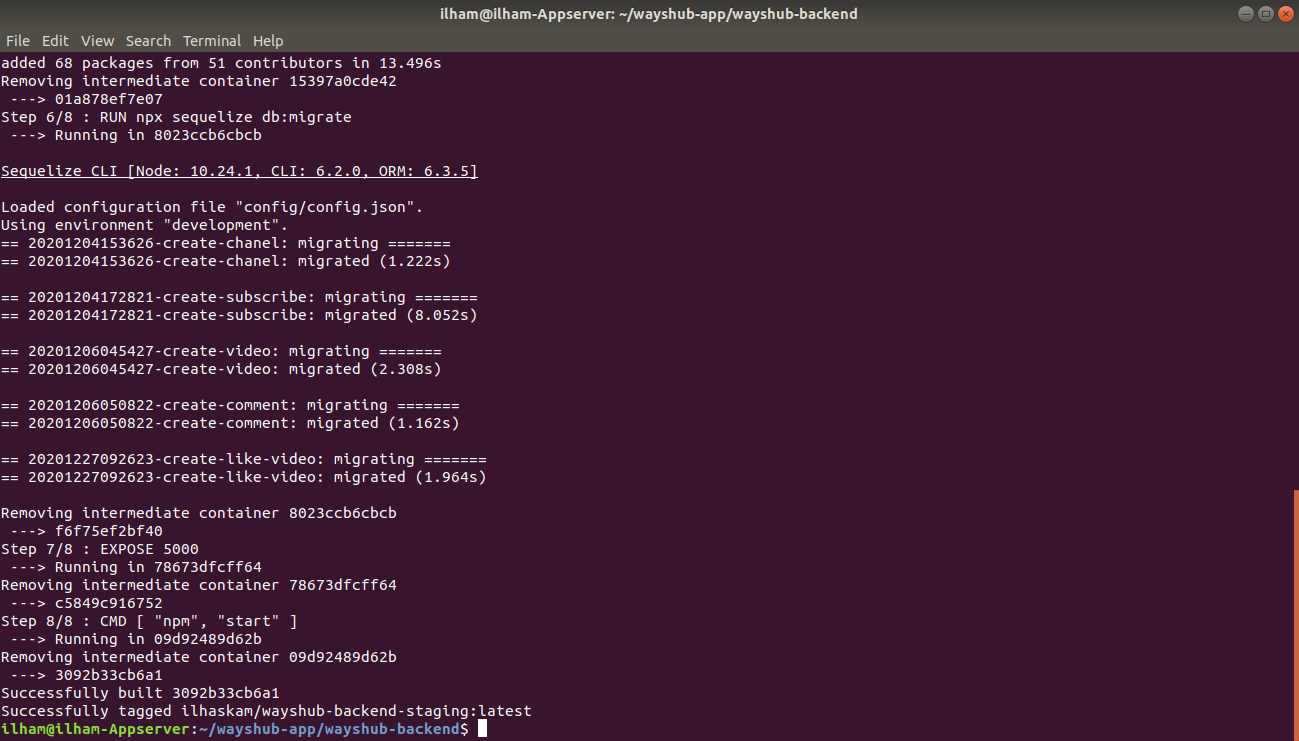 ilham@ilham-Appserver: ~/wayshub-app/wayshub-backend
File Edit View Search Terminal Help
added 68 packages from 51 contributors in 13.496s
Removing intermediate container 15397a0cde42
 ---> 01a878ef7e07
Step 6/8 : RUN npx sequelize db:migrate
 ---> Running in 8023ccb6cbcb
Sequelize CLI [Node: 10.24.1, CLI: 6.2.0, ORM: 6.3.5]
Loaded configuration file "config/config.json".
Using environment "development".
== 20201204153626-create-chanel: migrating =======
== 20201204153626-create-chanel: migrated (1.222s)
== 20201204172821-create-subscribe: migrating =======
== 20201204172821-create-subscribe: migrated (8.052s)
== 20201206045427-create-video: migrating =======
== 20201206045427-create-video: migrated (2.308s)
== 20201206050822-create-comment: migrating =======
== 20201206050822-create-comment: migrated (1.162s)
== 20201227092623-create-like-video: migrating =======
== 20201227092623-create-like-video: migrated (1.964s)
Removing intermediate container 8023ccb6cbcb
 ---> f6f75ef2bf40
Step 7/8 : EXPOSE 5000
 ---> Running in 78673dfcff64
Removing intermediate container 78673dfcff64
 ---> c5849c916752
Step 8/8 : CMD [ "npm", "start" ]
 ---> Running in 09d92489d62b
Removing intermediate container 09d92489d62b
 ---> 3092b33cb6a1
Successfully built 3092b33cb6a1
Successfully tagged ilhaskam/wayshub-backend-staging:latest
ilham@ilham-Appserver:~/wayshub-app/wayshub-backend$